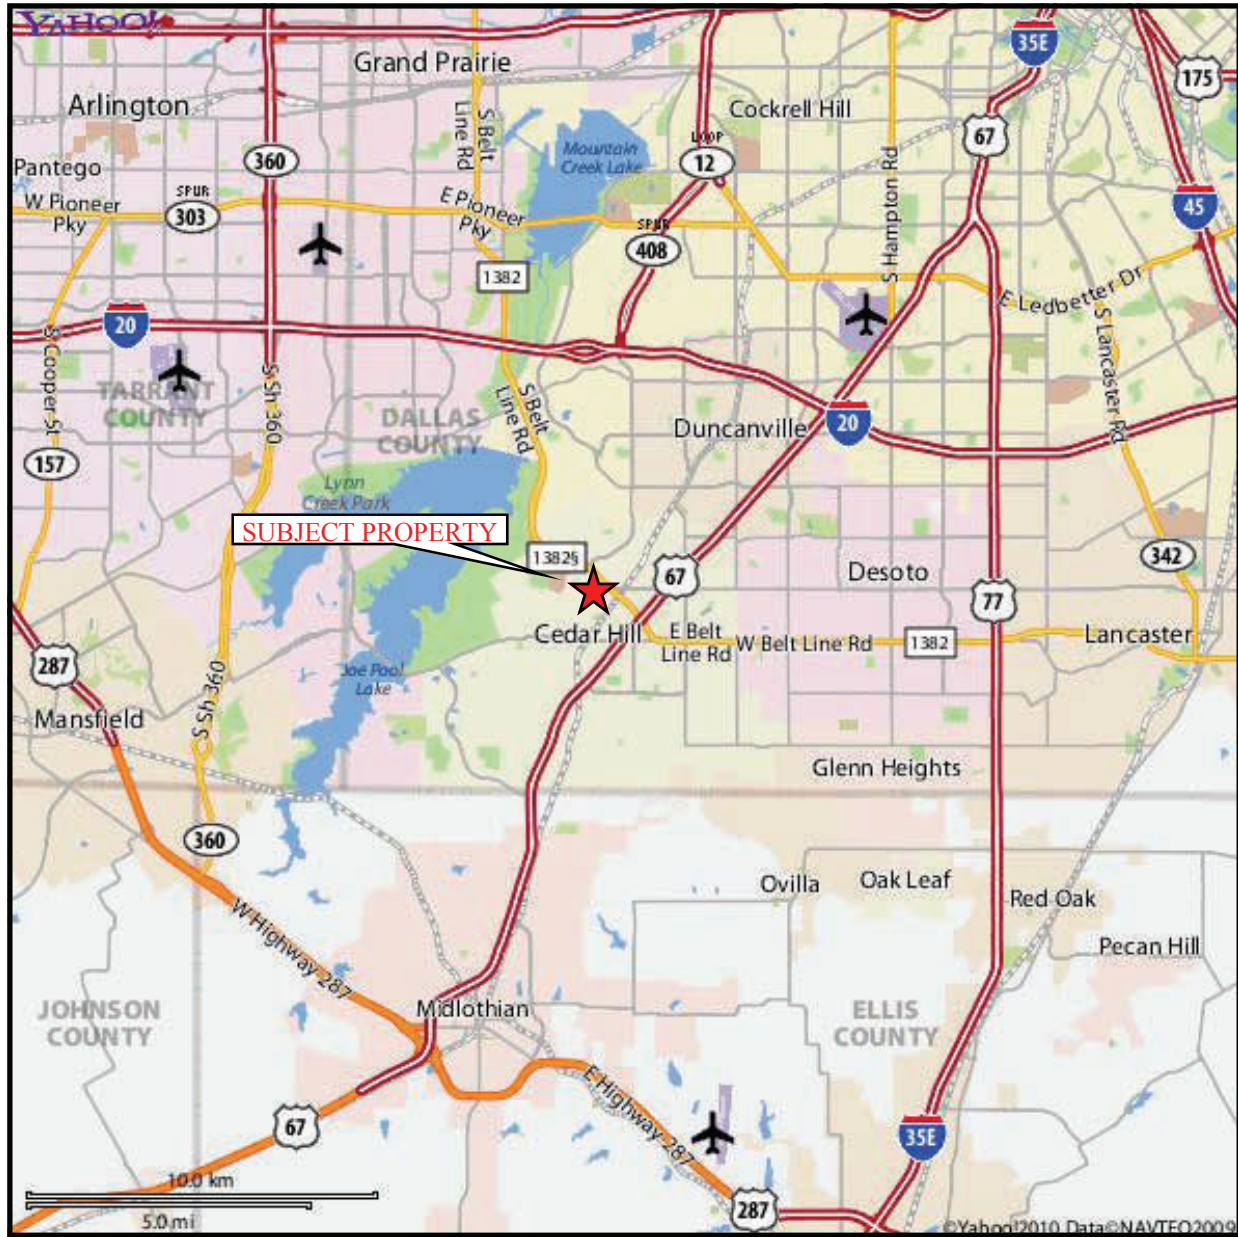 YAHOO!
Grand Prairie
35E
175
Arlington
S Belt
Line Rd
Cockrell Hill
67
LOOP
12
Mountain
Creek Lake
Pantego
360
W Pioneer
Pky
SPUR
303
E Pioneer
Pky
SPUR
408
S Hampton Rd
45
1382
E Ledbetter Dr
20
S Lancaster Rd
S Cooper St
TARRANT
COUNTY
S Sh 360
DALLAS
COUNTY
S Belt
Line Rd
Duncanville
20
157
Lynn
Creek Park
SUBJECT PROPERTY
1382§
342
67
Desoto
77
Cedar Hill
E Belt
Line Rd
W Belt Line Rd
1382
Lancaster
287
Joe Pool
Lake
S Sh 360
Mansfield
Glenn Heights
360
Ovilla
Oak Leaf
Red Oak
W Highway 287
Pecan Hill
JOHNSON
COUNTY
Midlothian
ELLIS
COUNTY
E Highway 287
67
35E
10.0 km
5.0 mi
287
©Yahoo!2010 Data©NAVTEQ2009